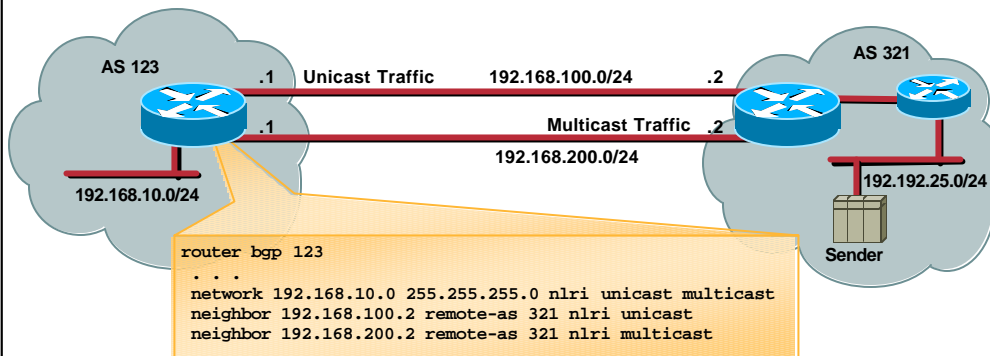 AS 123
AS 321
.1 Unicast Traffic 192.168.100.0/24 .2
.1 Multicast Traffic .2
192.168.200.0/24
192.168.10.0/24
192.192.25.0/24
Sender
router bgp 123
. . .
network 192.168.10.0 255.255.255.0 nlri unicast multicast
neighbor 192.168.100.2 remote-as 321 nlri unicast
neighbor 192.168.200.2 remote-as 321 nlri multicast